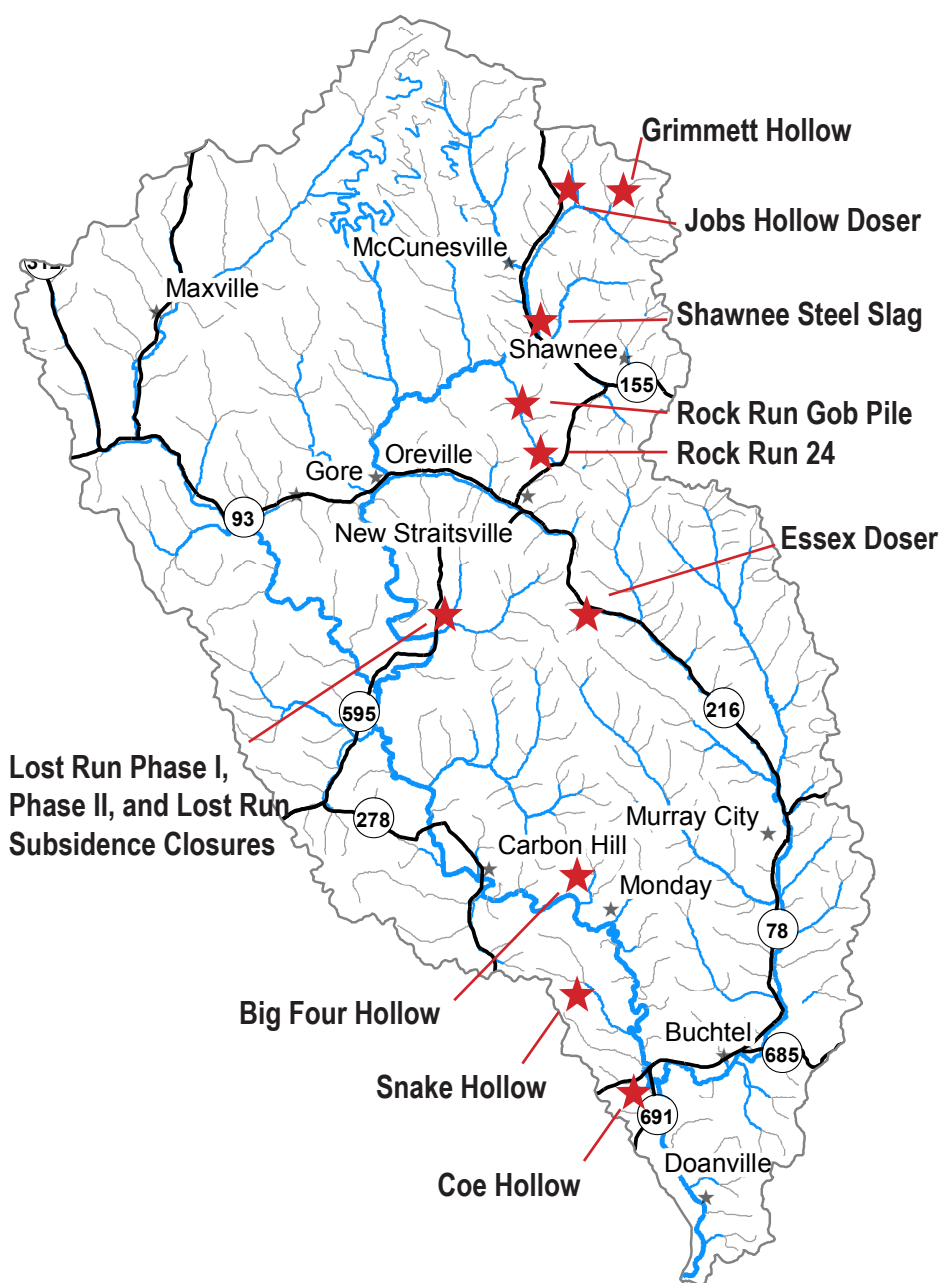 Grimmett Hollow
Jobs Hollow Doser
McCunesville
Maxville
Shawnee Steel Slag
Shawnee
155
Rock Run Gob Pile
Rock Run 24
Oreville
Gore
93
New Straitsville
Essex Doser
595
216
Lost Run Phase I,
Phase II, and Lost Run
Subsidence Closures
278
Murray City
Carbon Hill
Monday
78
Big Four Hollow
Buchtel
685
Snake Hollow
691
Doanville
Coe Hollow